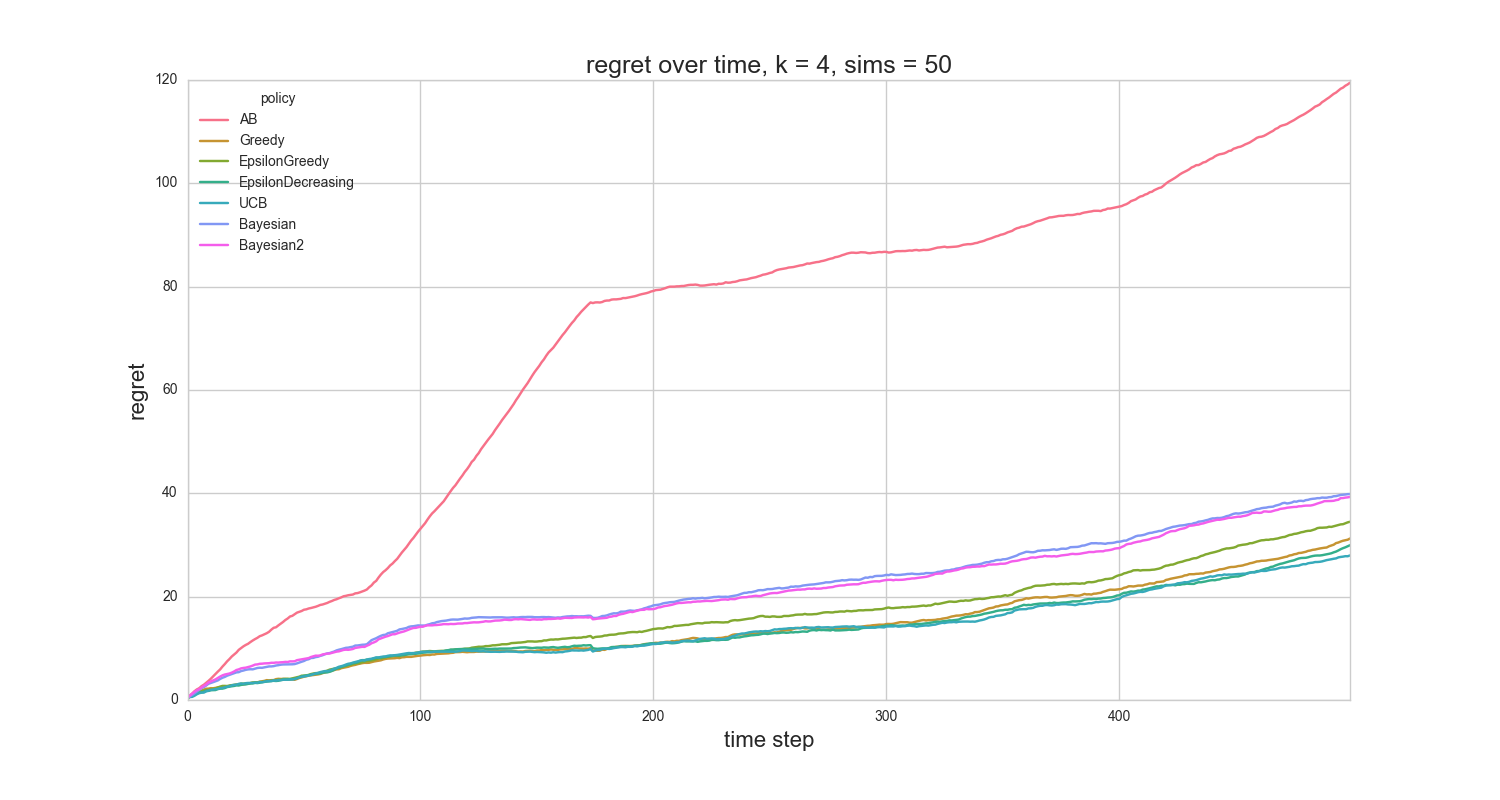 regret over time, k = 4, sims = 50
120
100
80
60
40
20
0
regret
policy
AB
Greedy
EpsilonGreedy
EpsilonDecreasing
UCB
Bayesian
Bayesian2
0 100 200 300 400
time step